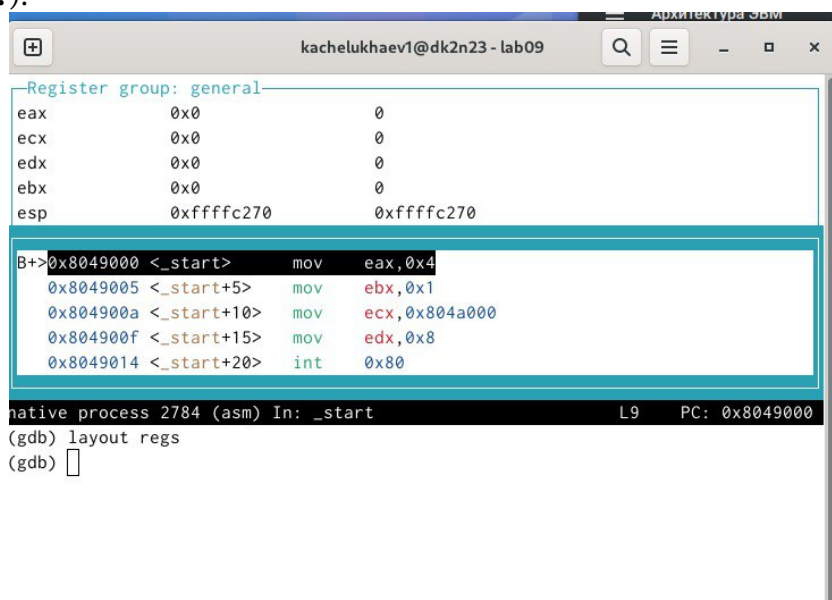 ).
Архитектура ЭВМ
kachelukhaev1@dk2n23 - lab09
Register group: general
eax 0x0 0
ecx 0x0 0
edx 0x0 0
ebx 0x0 0
esp 0xffffc270 0xffffc270
B+>0x8049000 <_start> mov eax,0x4
0x8049005 <_start+5> mov ebx,0x1
0x804900a <_start+10> mov ecx,0x804a000
0x804900f <_start+15> mov edx,0x8
0x8049014 <_start+20> int 0x80
native process 2784 (asm) In: _start L9 PC: 0x8049000
(gdb) layout regs
(gdb)